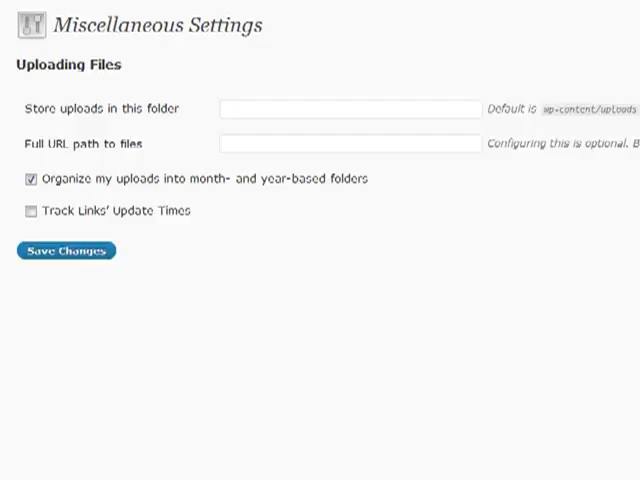 Miscellaneous Settings
Uploading Files
Store uploads in this folder Default is wp-content/uploads
Full URL path to files Configuring this is optional. B
Organize my uploads into month- and year-based folders
Track Links' Update Times
Save Changes